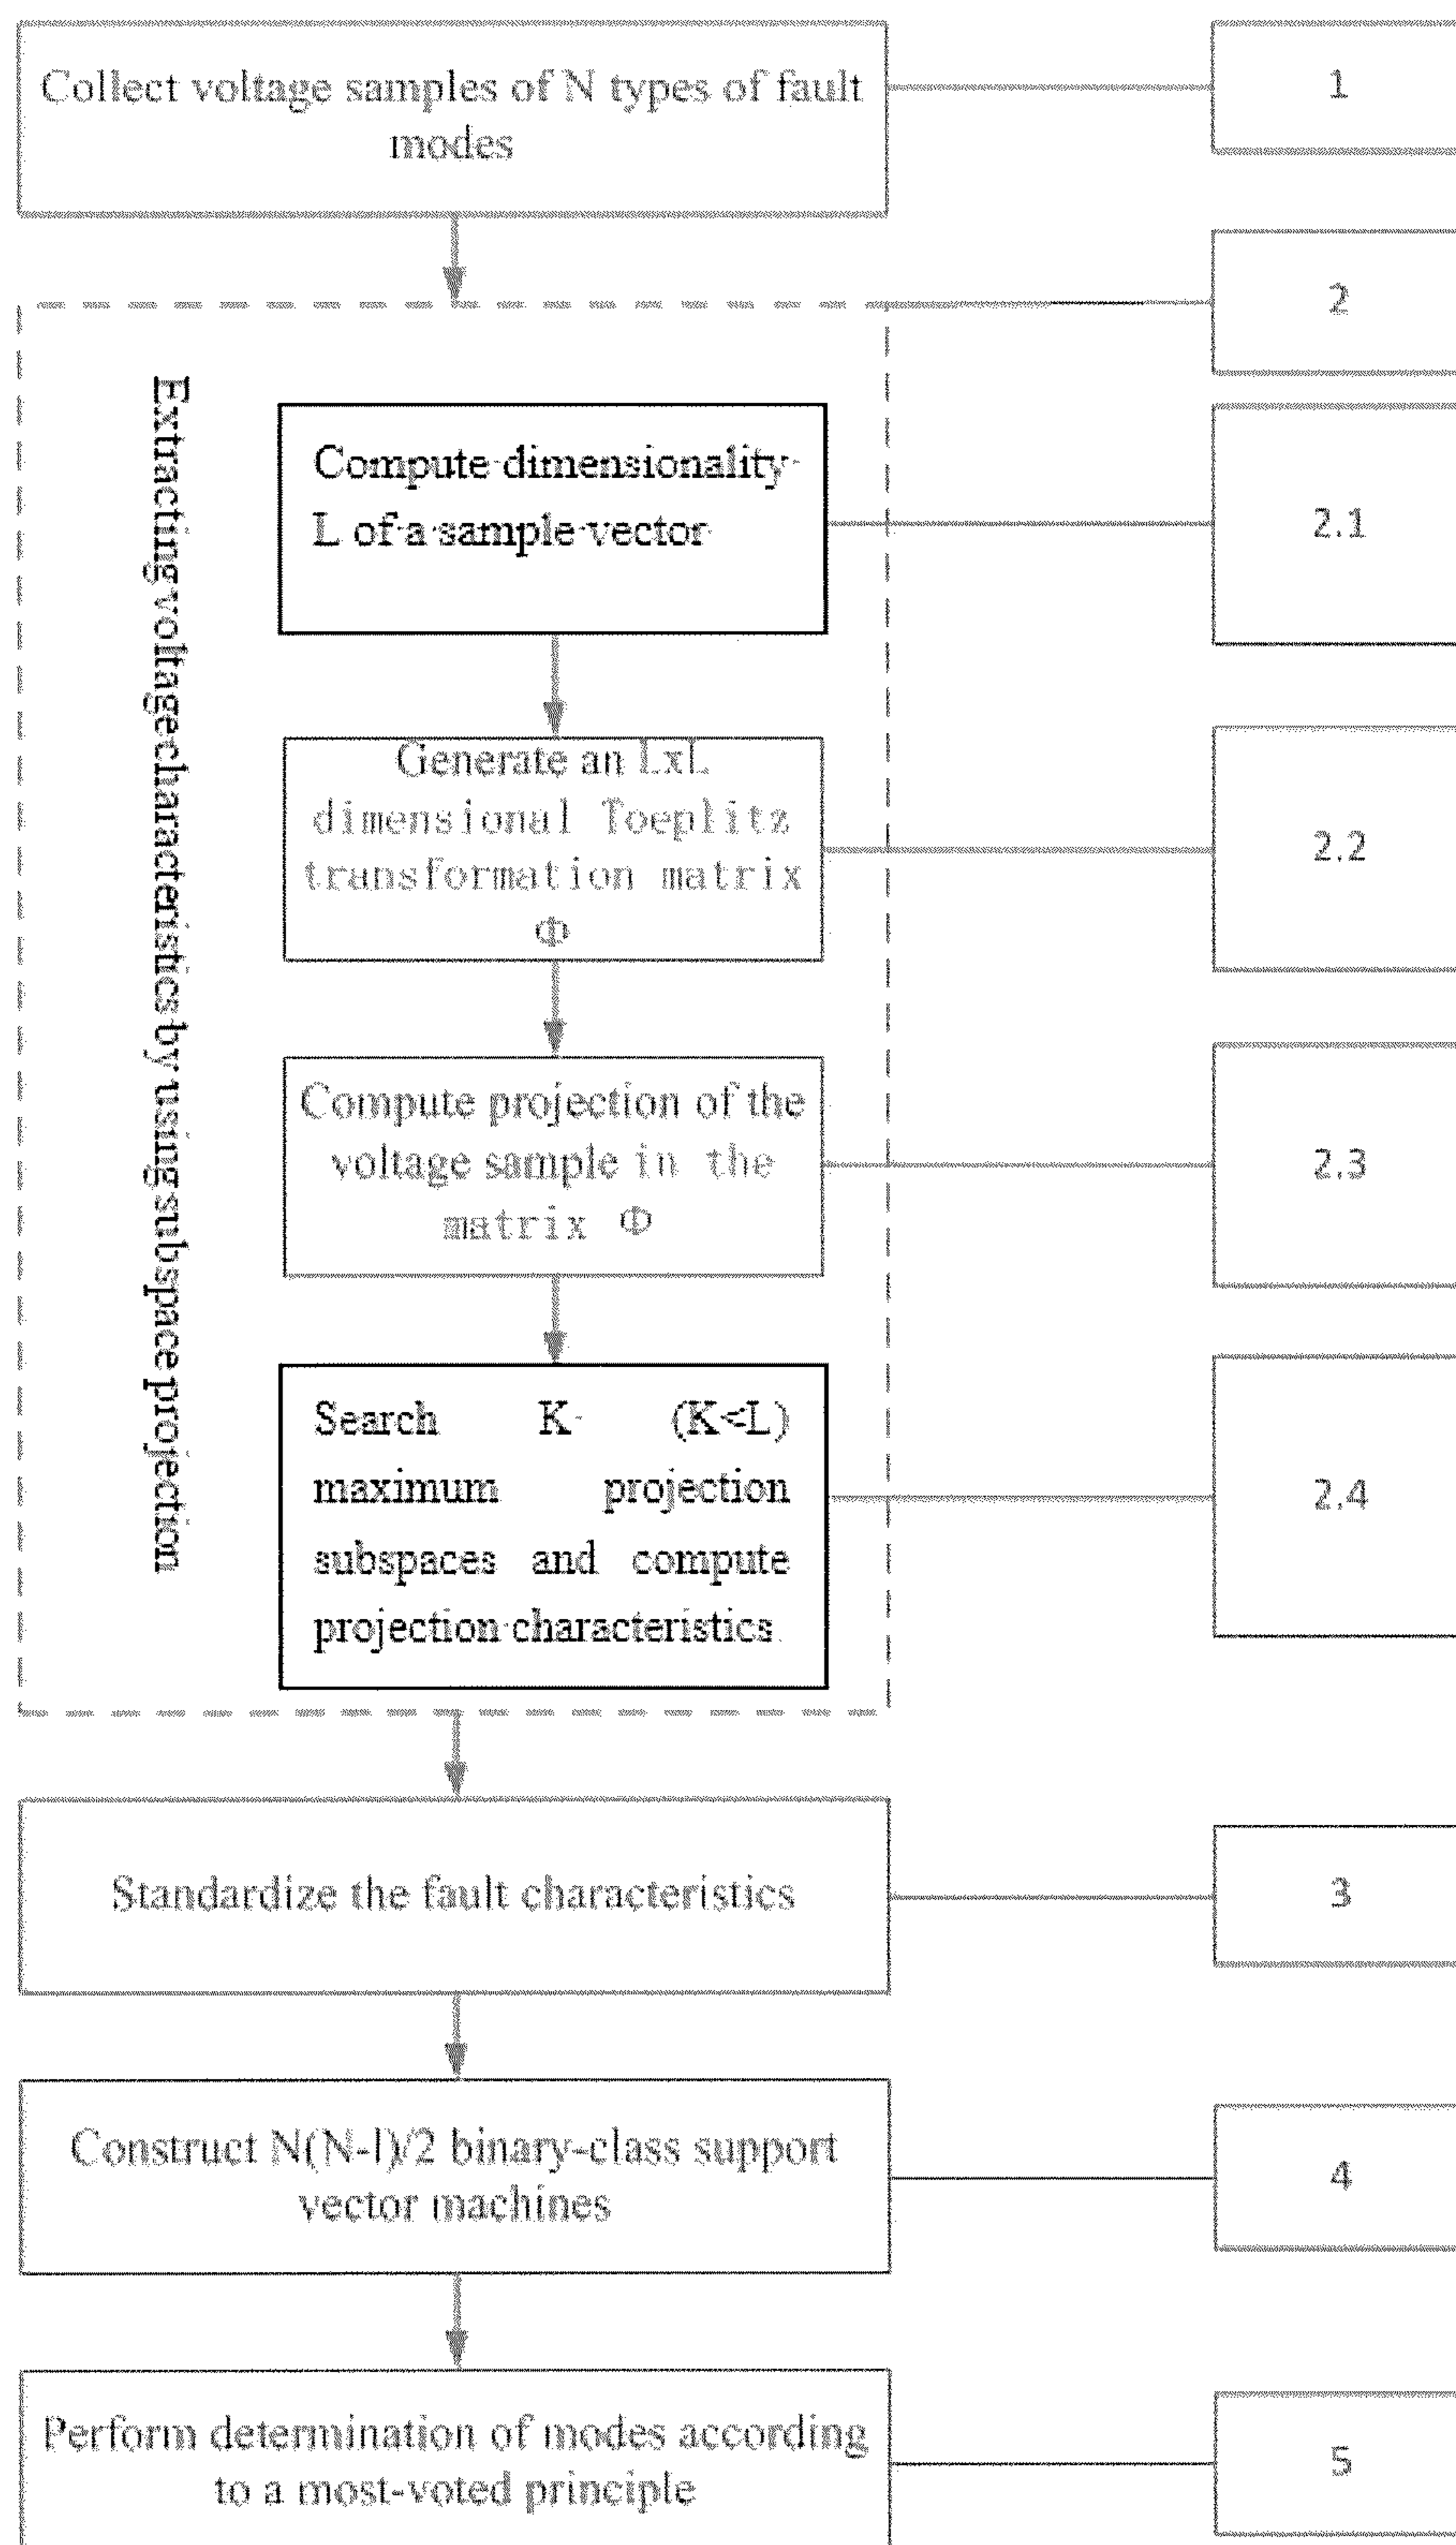 Collect voltage samples of N types of fault
modes
1
2
Extracting voltage characteristics by using subspace projection
Compute dimensionality
L of a sample vector
2.1
Generate an LxL
dimensional Toeplitz
transformation matrix
Φ
2.2
Compute projection of the
voltage sample in the
matrix Φ
2.3
Search K (K<L)
maximum projection
subspaces and compute
projection characteristics
2.4
Standardize the fault characteristics
3
Construct N(N-1)/2 binary-class support
vector machines
4
Perform determination of modes according
to a most-voted principle
5